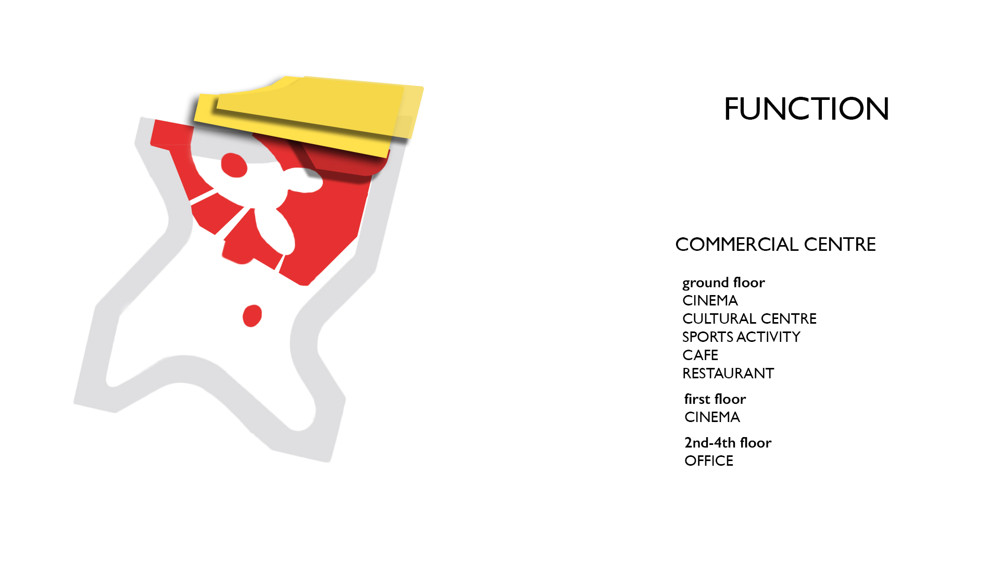 FUNCTION
COMMERCIAL CENTRE
ground floor
CINEMA
CULTURAL CENTRE
SPORTS ACTIVITY
CAFE
RESTAURANT
first floor
CINEMA
2nd-4th floor
OFFICE